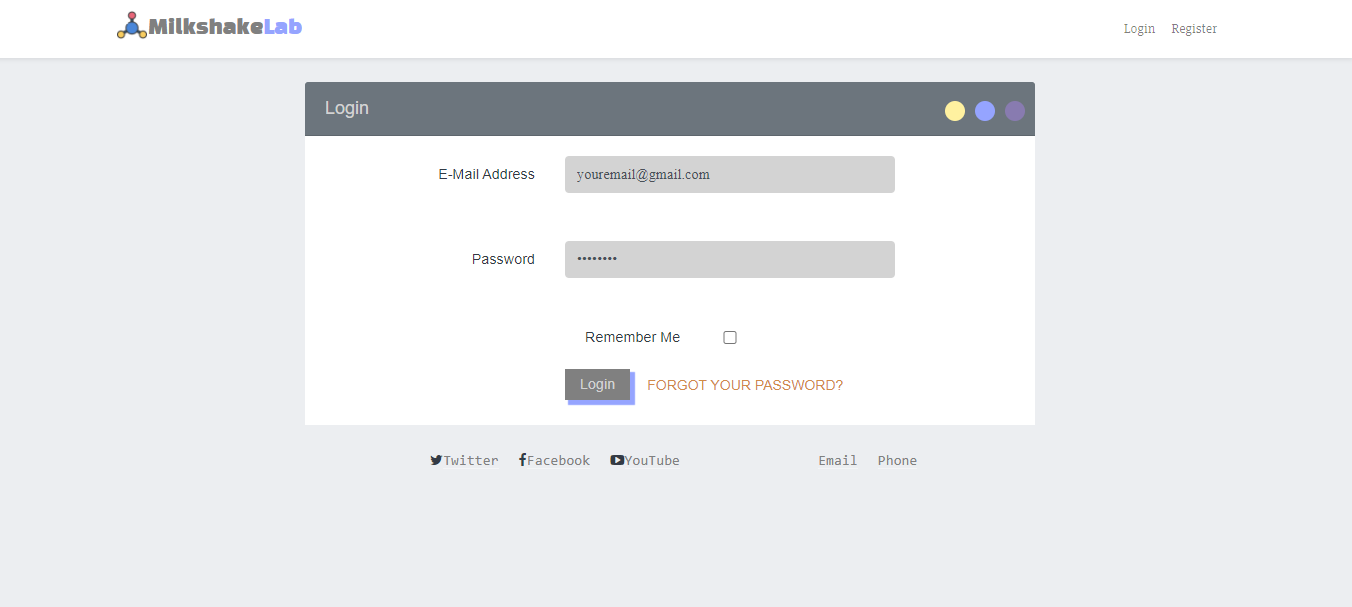 MilkshakeLab
Login Register
Login
E-Mail Address youremail@gmail.com
Password ••••••••
Remember Me
Login FORGOT YOUR PASSWORD?
Twitter Facebook YouTube Email Phone